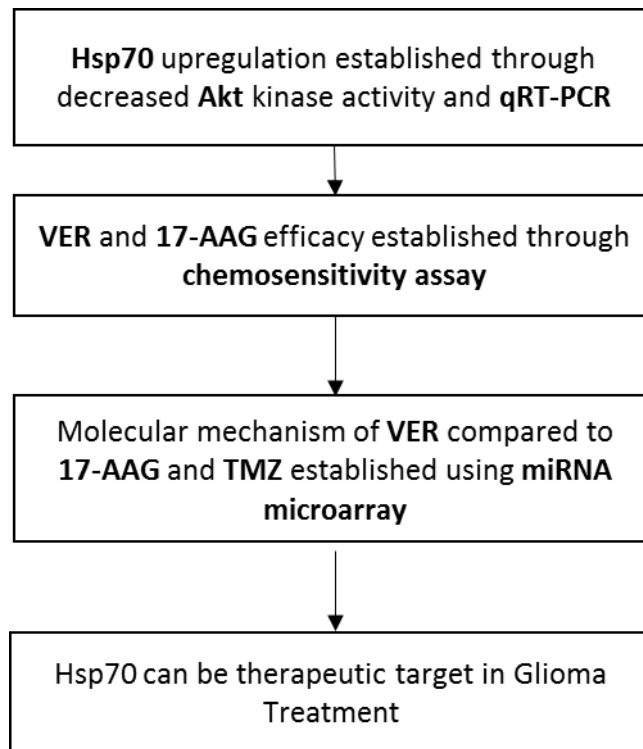 Hsp70 upregulation established through
decreased Akt kinase activity and qRT-PCR
VER and 17-AAG efficacy established through
chemosensitivity assay
Molecular mechanism of VER compared to
17-AAG and TMZ established using miRNA
microarray
Hsp70 can be therapeutic target in Glioma
Treatment